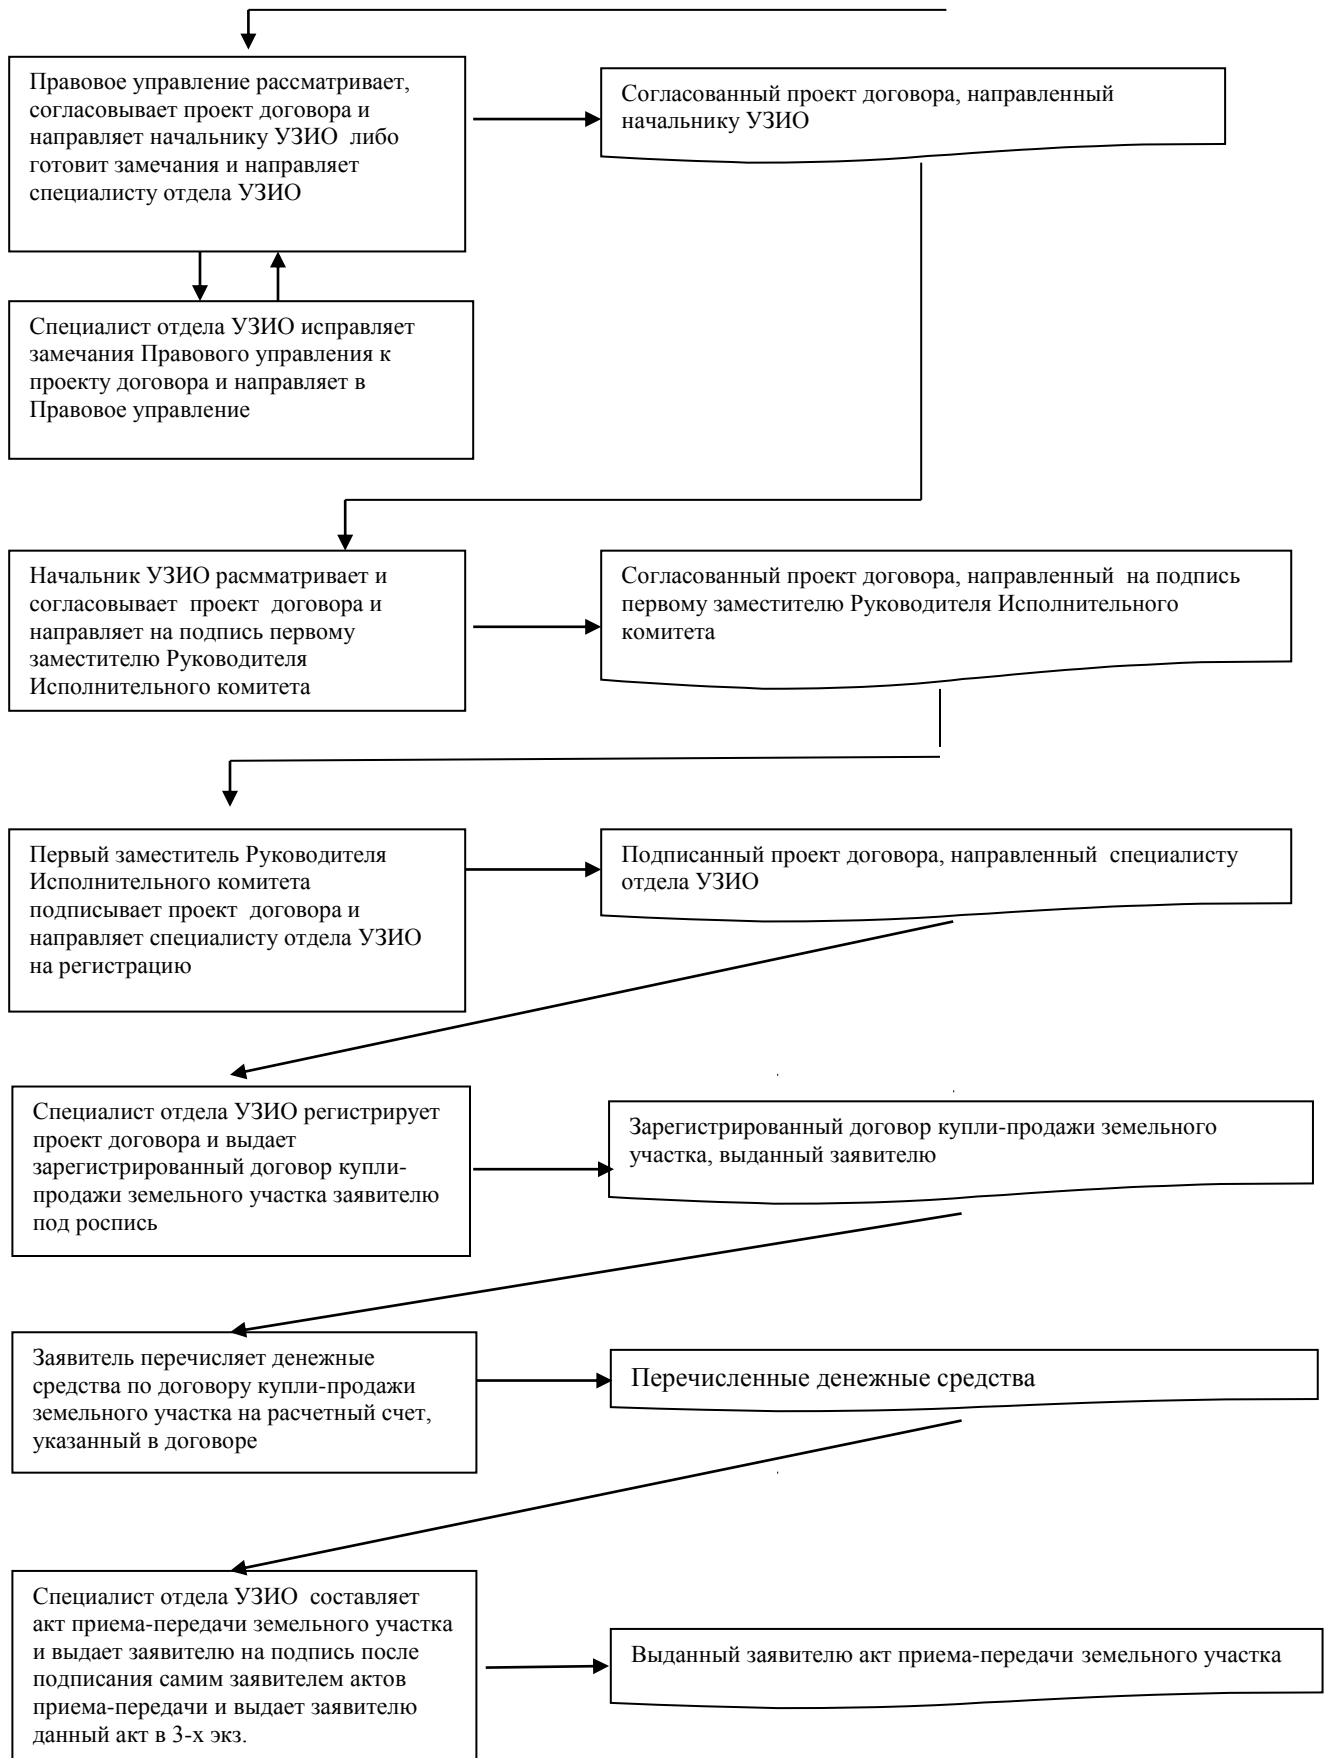 Правовое управление рассматривает,
согласовывает проект договора и
направляет начальнику УЗИО либо
готовит замечания и направляет
специалисту отдела УЗИО
Согласованный проект договора, направленный
начальнику УЗИО
Специалист отдела УЗИО исправляет
замечания Правового управления к
проекту договора и направляет в
Правовое управление
Начальник УЗИО расмматривает и
согласовывает проект договора и
направляет на подпись первому
заместителю Руководителя
Исполнительного комитета
Согласованный проект договора, направленный на подпись
первому заместителю Руководителя Исполнительного
комитета
Первый заместитель Руководителя
Исполнительного комитета
подписывает проект договора и
направляет специалисту отдела УЗИО
на регистрацию
Подписанный проект договора, направленный специалисту
отдела УЗИО
Специалист отдела УЗИО регистрирует
проект договора и выдает
зарегистрированный договор купли-
продажи земельного участка заявителю
под роспись
Зарегистрированный договор купли-продажи земельного
участка, выданный заявителю
Заявитель перечисляет денежные
средства по договору купли-продажи
земельного участка на расчетный счет,
указанный в договоре
Перечисленные денежные средства
Специалист отдела УЗИО составляет
акт приема-передачи земельного участка
и выдает заявителю на подпись после
подписания самим заявителем актов
приема-передачи и выдает заявителю
данный акт в 3-х экз.
Выданный заявителю акт приема-передачи земельного участка